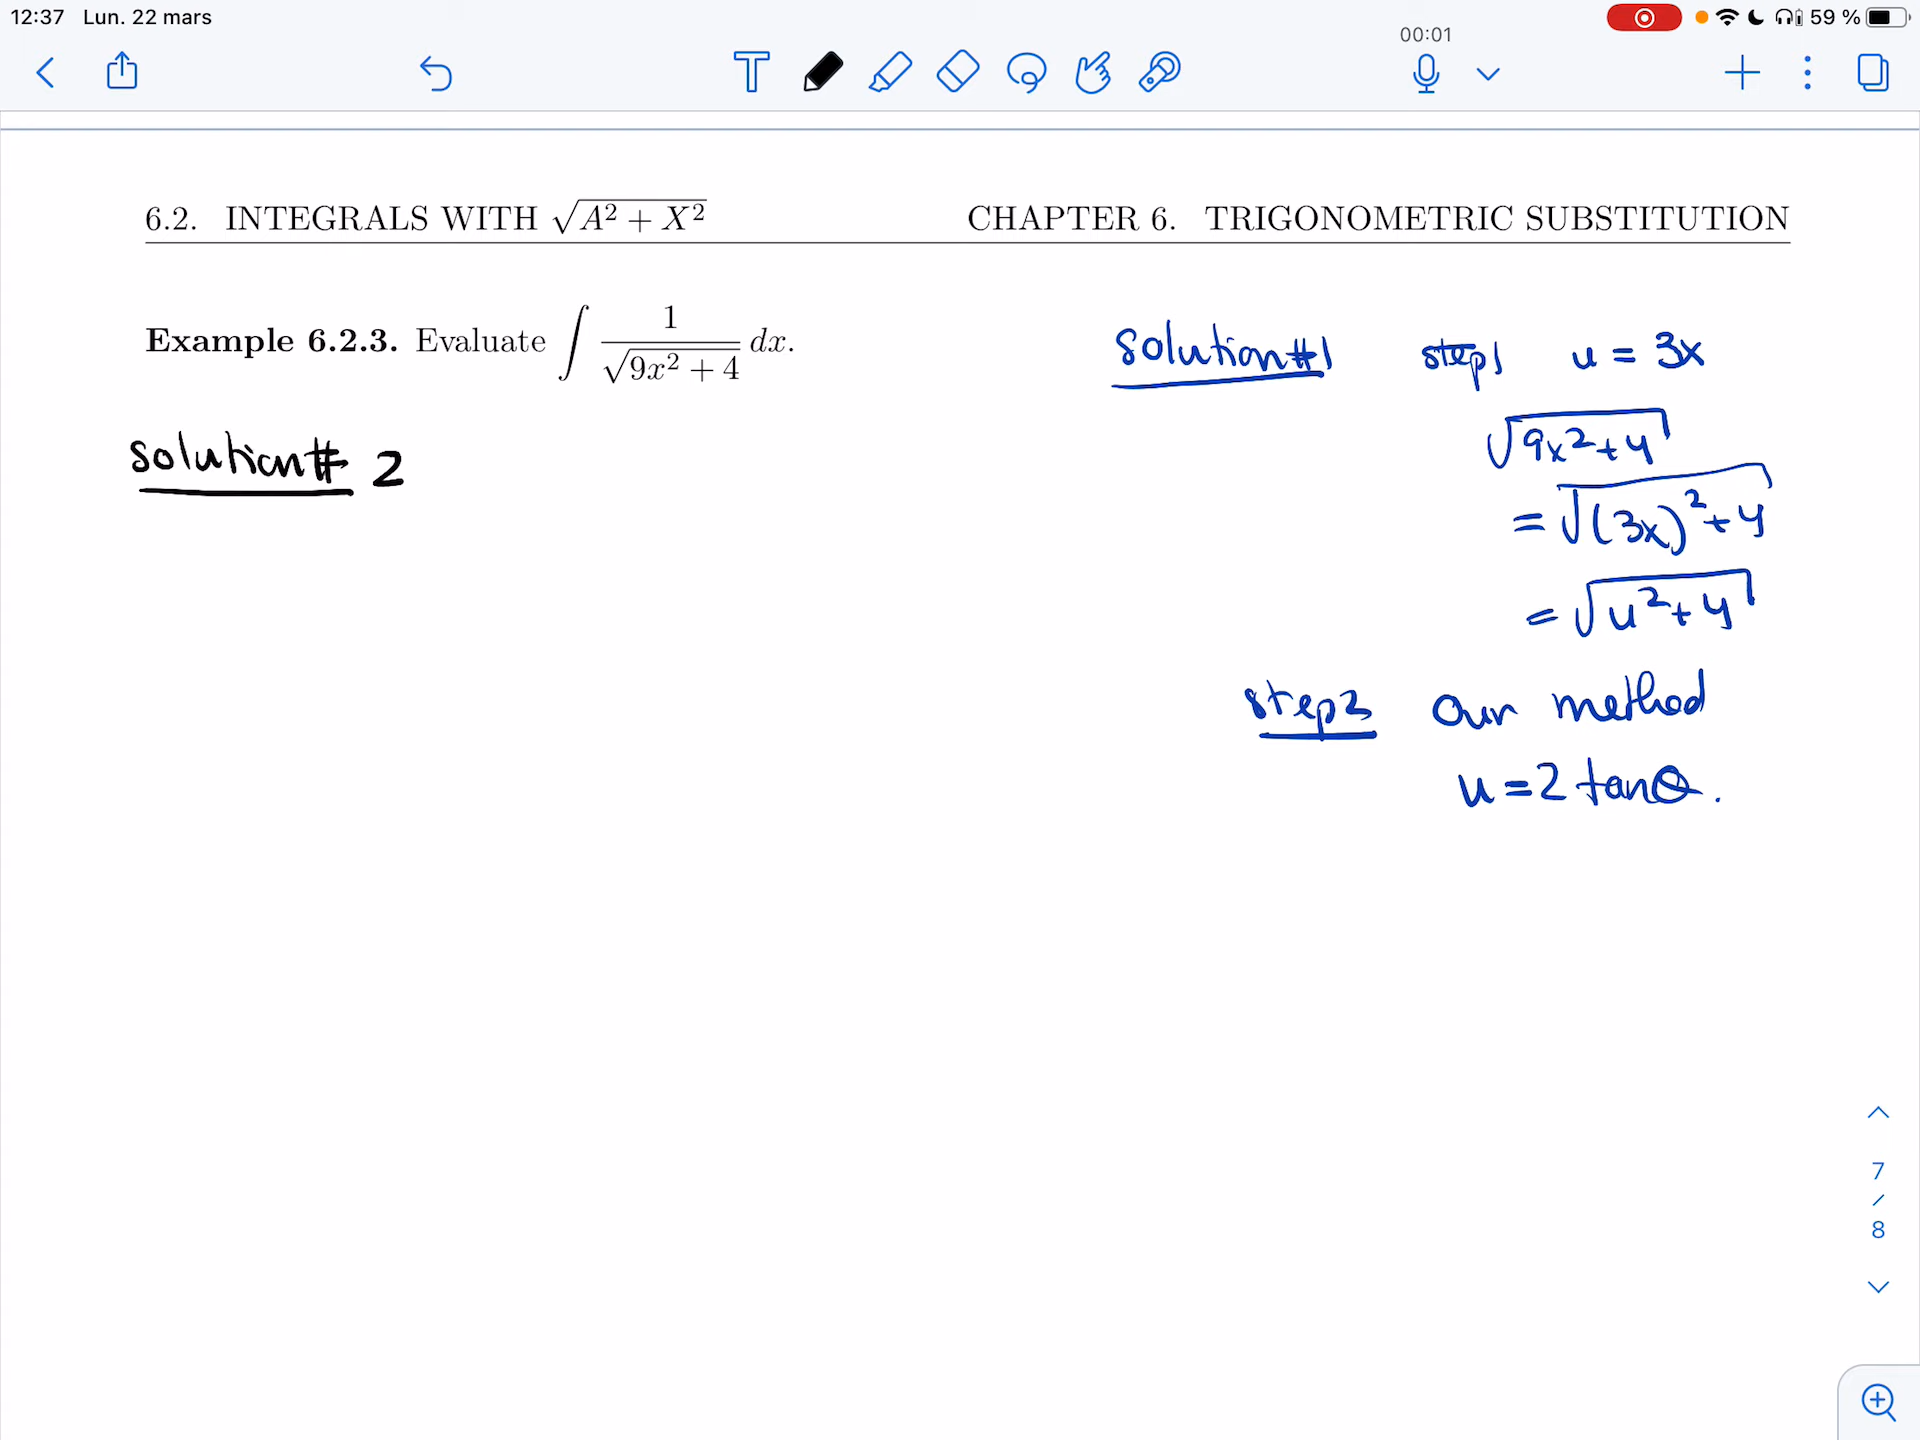 12:37 Lun. 22 mars
59 %
00:01
6.2. INTEGRALS WITH √(A² + X²) CHAPTER 6. TRIGONOMETRIC SUBSTITUTION
Example 6.2.3. Evaluate ∫ 1/√(9x² + 4) dx.
solution# 2
solution#1 step1 u = 3x
√(9x²+4)
= √((3x)²+4)
= √(u²+4)
step2 our method
u=2 tanθ.
7
/
8